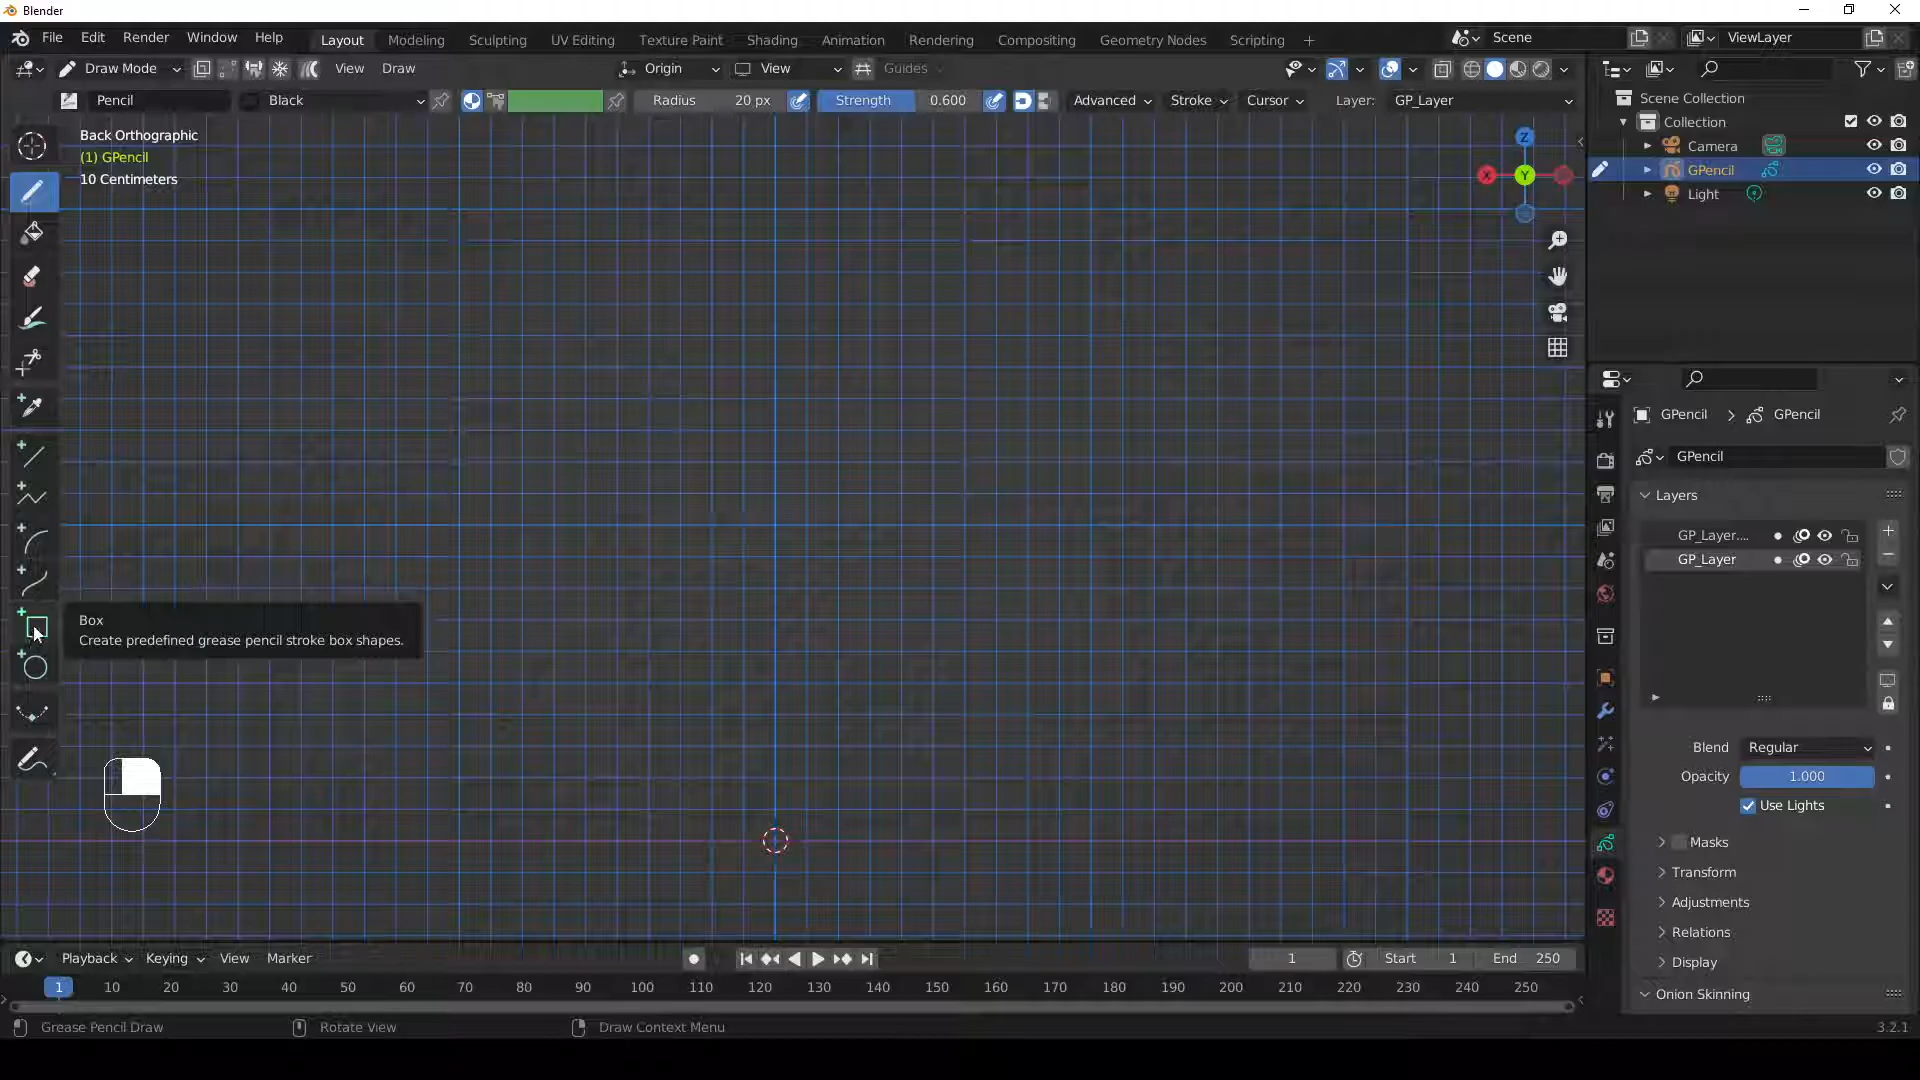 Blender
File Edit Render Window Help Layout Modeling Sculpting UV Editing Texture Paint Shading Animation Rendering Compositing Geometry Nodes Scripting + Scene ViewLayer
Draw Mode View Draw Origin View Guides
Pencil Black Radius 20 px Strength 0.600 Advanced Stroke Cursor Layer: GP_Layer
Back Orthographic
(1) GPencil
10 Centimeters
Z
X
Y
Scene Collection
Collection
Camera
GPencil
Light
GPencil GPencil
GPencil
Layers
GP_Layer....
GP_Layer
Box
Create predefined grease pencil stroke box shapes.
Blend Regular
Opacity 1.000
Use Lights
Masks
Transform
Adjustments
Relations
Display
Onion Skinning
Playback Keying View Marker 1 Start 1 End 250
1 10 20 30 40 50 60 70 80 90 100 110 120 130 140 150 160 170 180 190 200 210 220 230 240 250
Grease Pencil Draw Rotate View Draw Context Menu 3.2.1